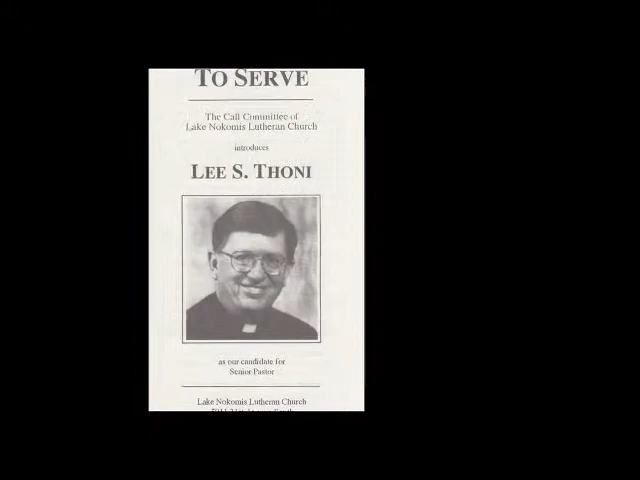 TO SERVE
The Call Committee of
Lake Nokomis Lutheran Church
introduces
LEE S. THONI
as our candidate for
Senior Pastor
Lake Nokomis Lutheran Church